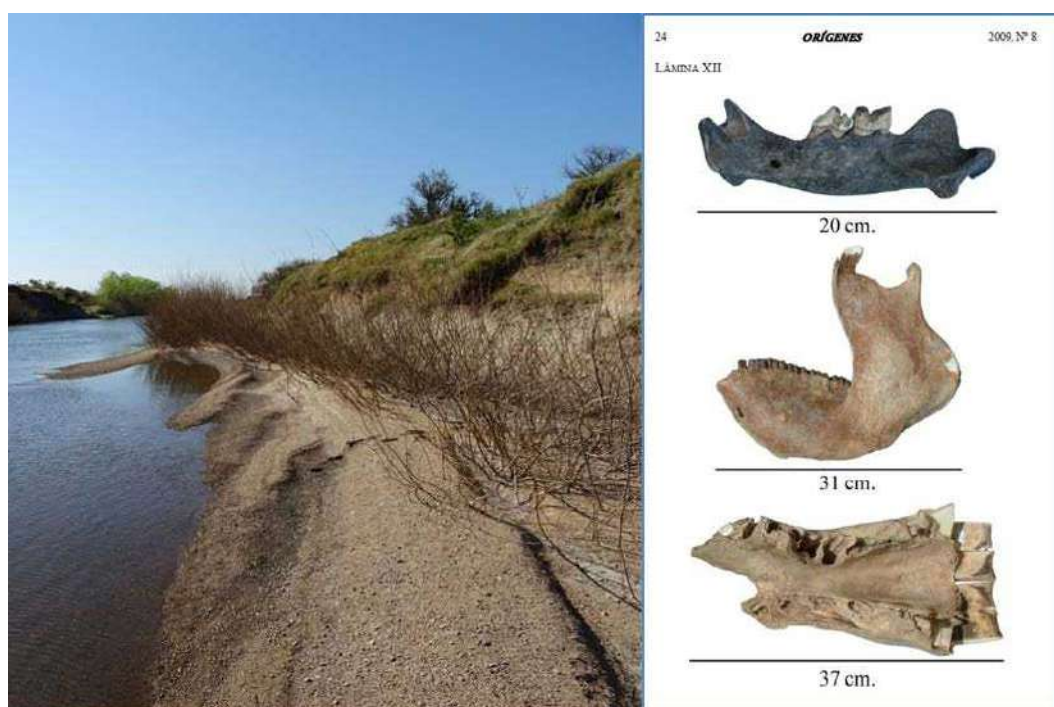 24
ORÍGENES
2009, Nº 8
LÁMINA XII
20 cm.
31 cm.
37 cm.